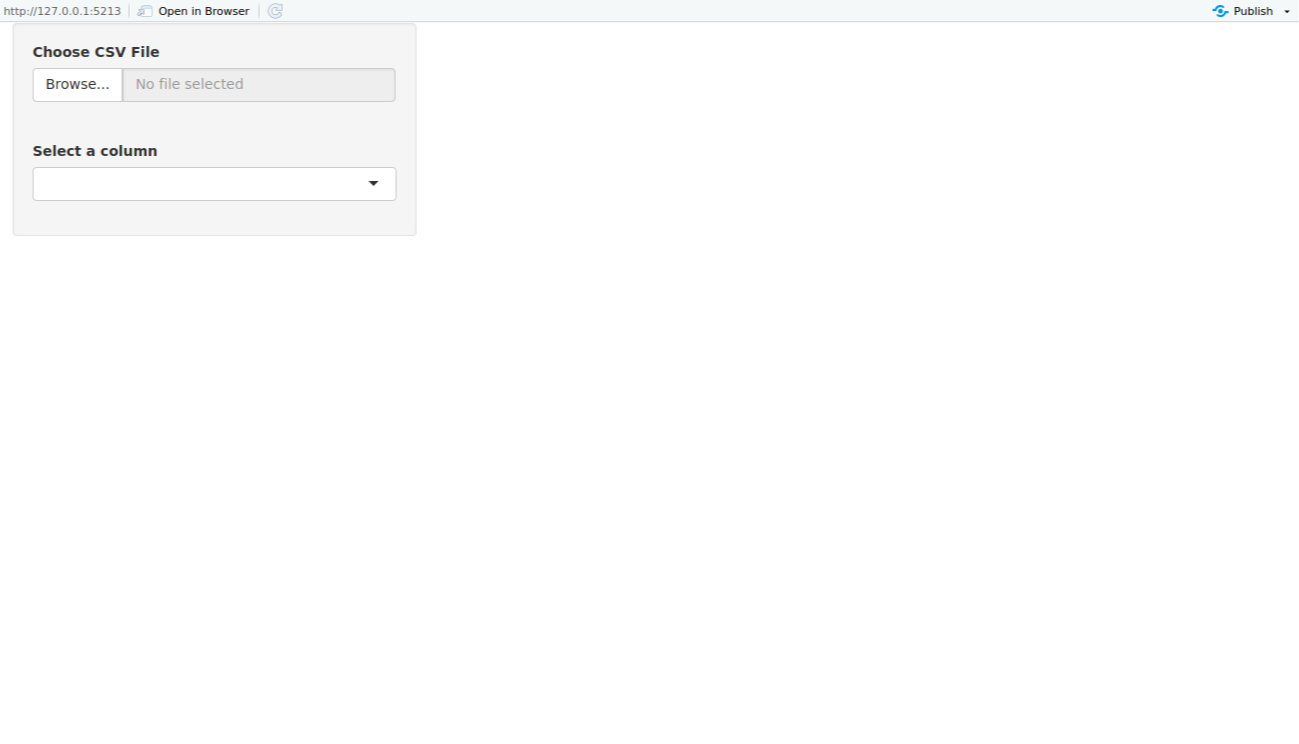 http://127.0.0.1:5213 Open in Browser Publish
Choose CSV File
Browse... No file selected
Select a column